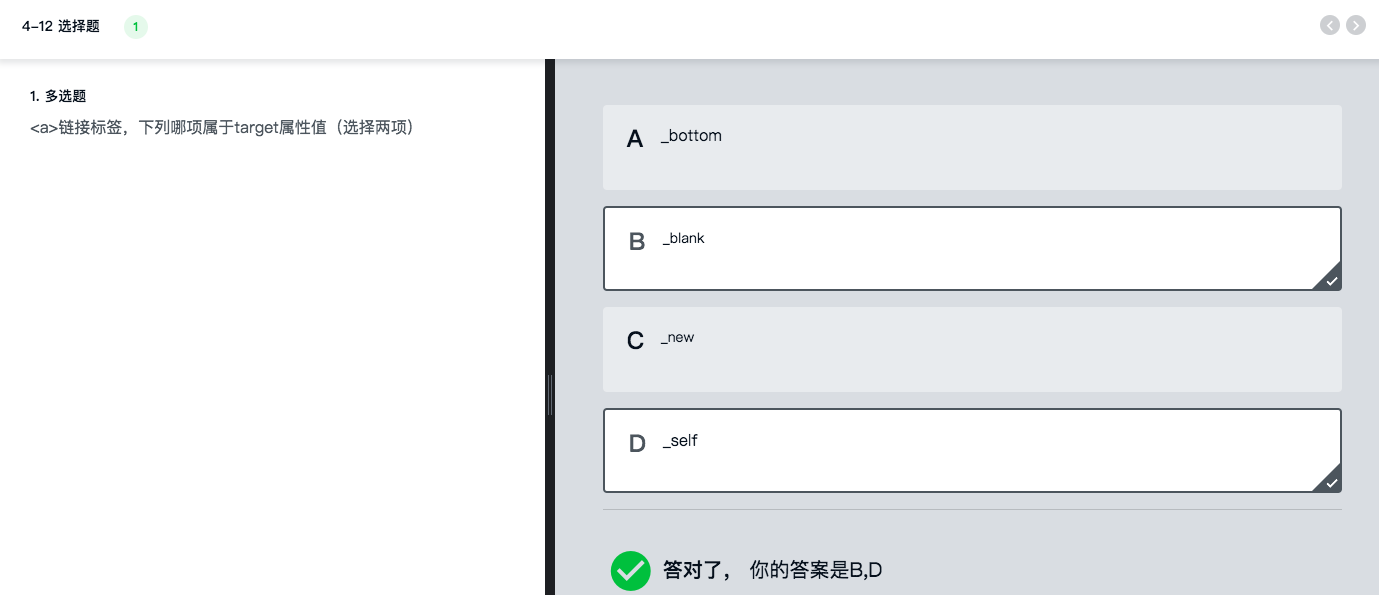 4-12 选择题 1
1. 多选题
<a>链接标签，下列哪项属于target属性值（选择两项）
A _bottom
B _blank
C _new
D _self
答对了， 你的答案是B,D